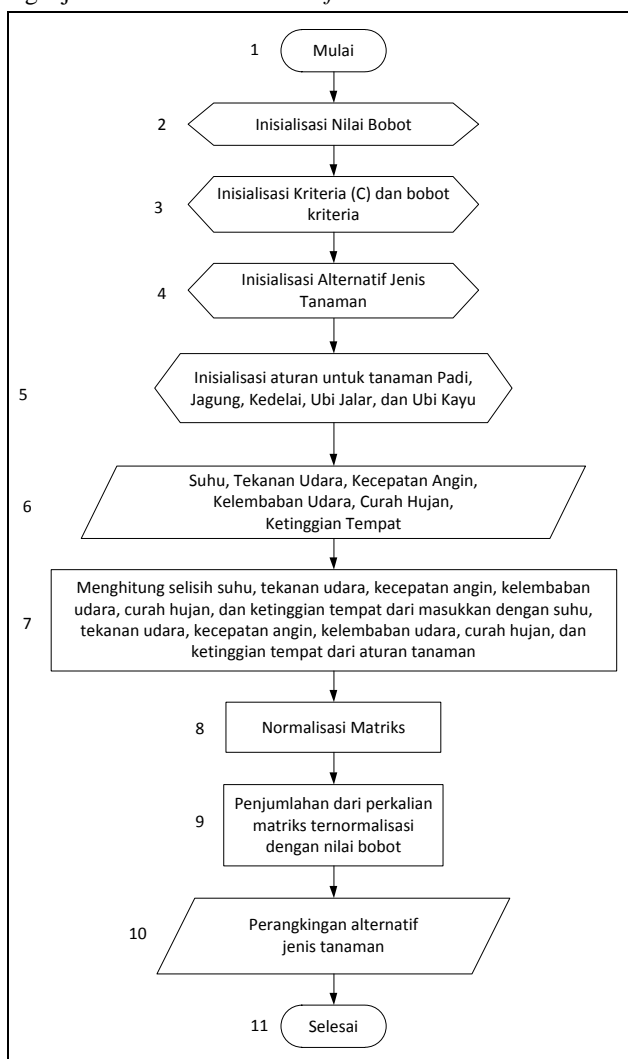 1 Mulai
2 Inisialisasi Nilai Bobot
3 Inisialisasi Kriteria (C) dan bobot
kriteria
4 Inisialisasi Alternatif Jenis
Tanaman
5 Inisialisasi aturan untuk tanaman Padi,
Jagung, Kedelai, Ubi Jalar, dan Ubi Kayu
6 Suhu, Tekanan Udara, Kecepatan Angin,
Kelembaban Udara, Curah Hujan,
Ketinggian Tempat
7 Menghitung selisih suhu, tekanan udara, kecepatan angin, kelembaban
udara, curah hujan, dan ketinggian tempat dari masukkan dengan suhu,
tekanan udara, kecepatan angin, kelembaban udara, curah hujan, dan
ketinggian tempat dari aturan tanaman
8 Normalisasi Matriks
9 Penjumlahan dari perkalian
matriks ternormalisasi
dengan nilai bobot
10 Perangkingan alternatif
jenis tanaman
11 Selesai